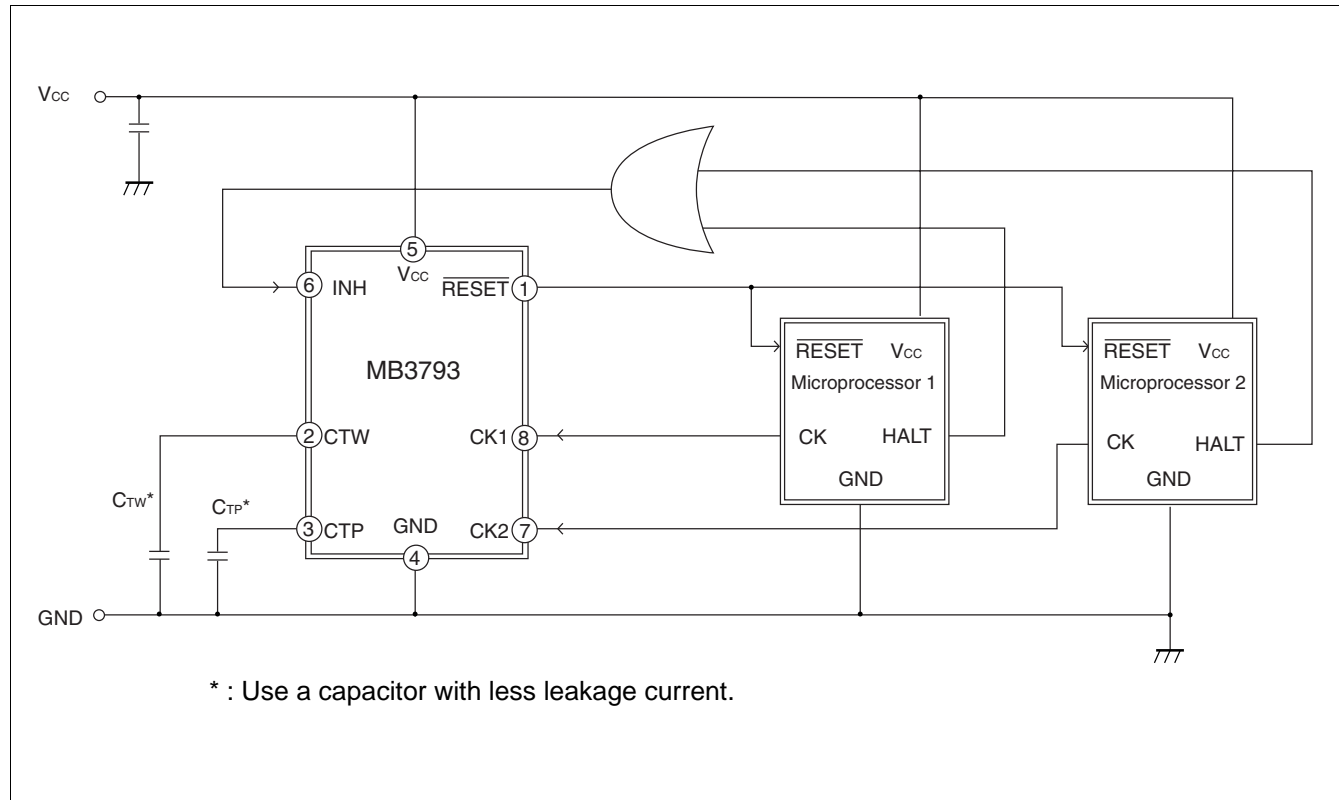 VCC
5
VCC
6
INH
RESET
1
MB3793
RESET VCC
Microprocessor 1
RESET VCC
Microprocessor 2
2
CTW
CK1
8
CK
HALT
CK
HALT
GND
GND
CTW*
CTP*
3
CTP
GND
CK2
7
4
GND
* : Use a capacitor with less leakage current.